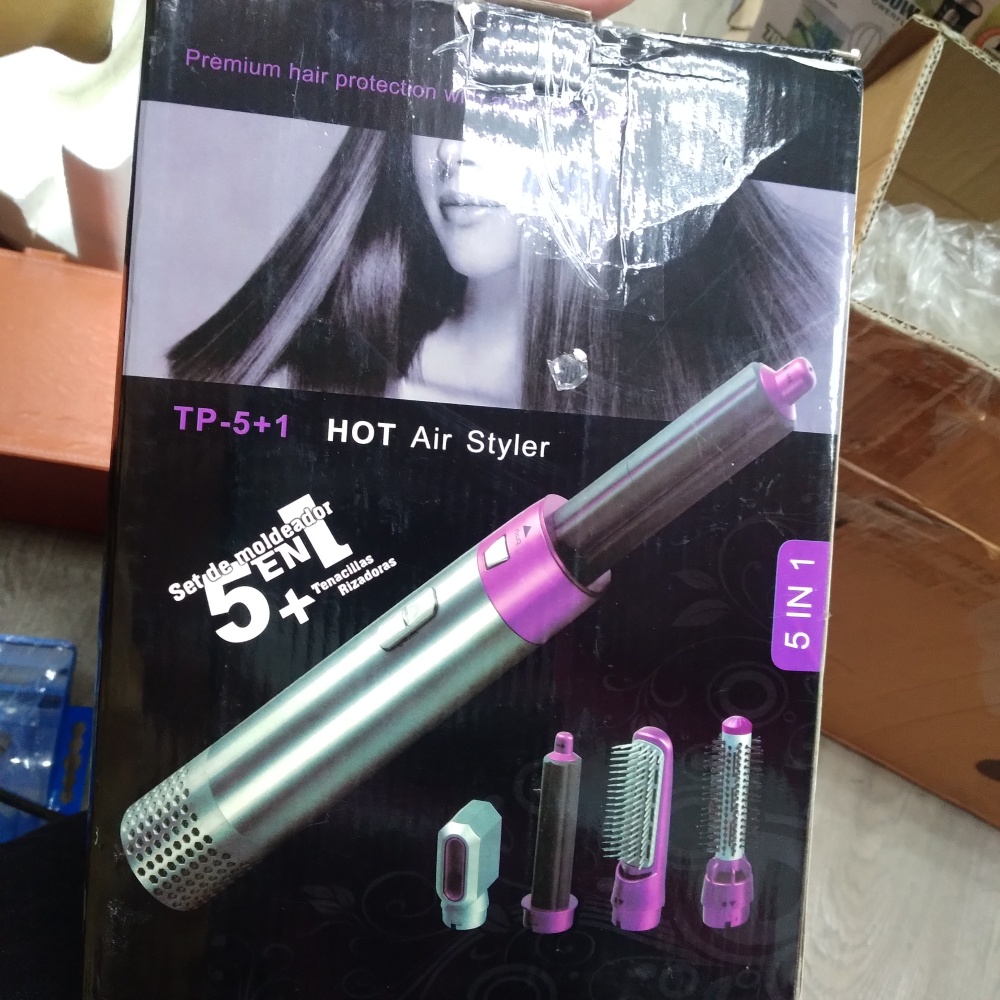 Premium hair protection with
TP-5+1 HOT Air Styler
Set de moldeador
5 EN 1
+ Tenacillas
Rizadoras
5 IN 1